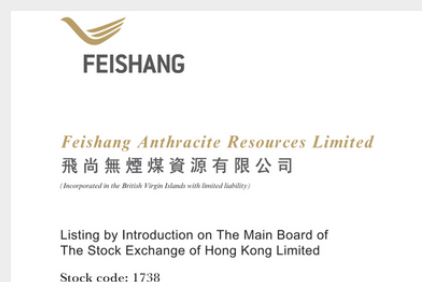 FEISHANG
Feishang Anthracite Resources Limited
飛尚無煙煤資源有限公司
(Incorporated in the British Virgin Islands with limited liability)
Listing by Introduction on The Main Board of
The Stock Exchange of Hong Kong Limited
Stock code: 1738